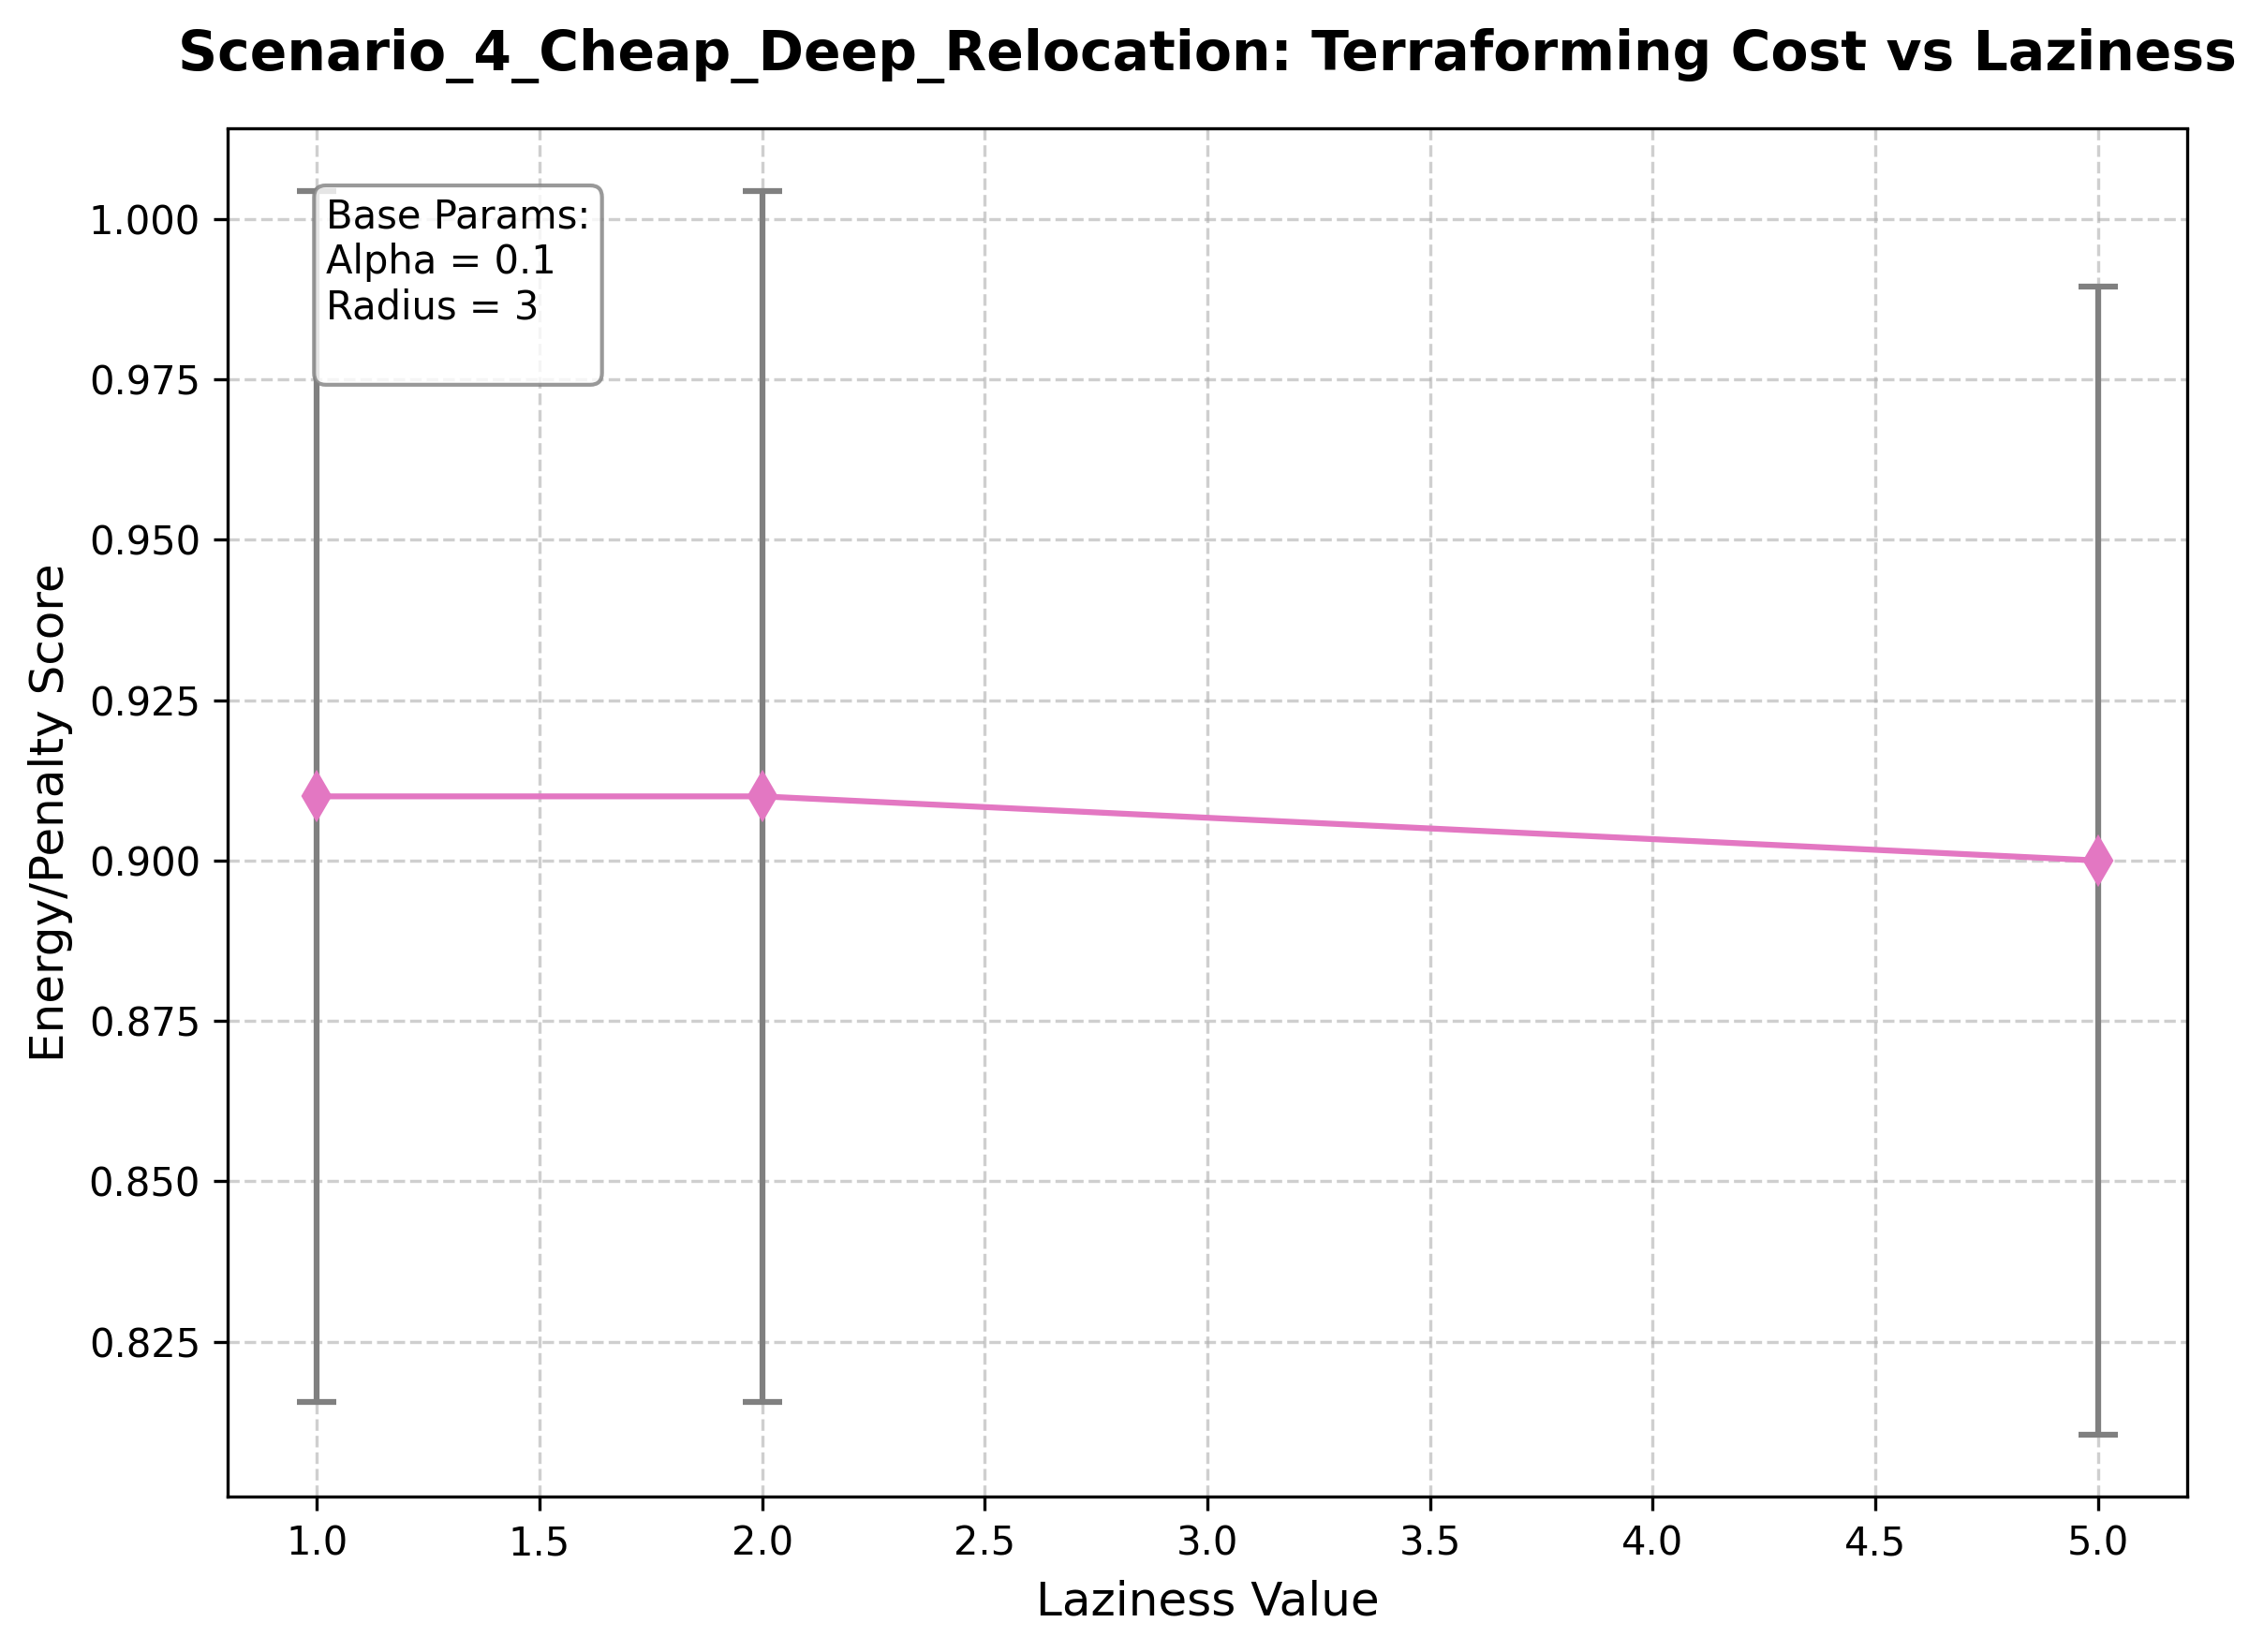 Scenario_4_Cheap_Deep_Relocation: Terraforming Cost vs Laziness
Base Params:
Alpha = 0.1
Radius = 3
Energy/Penalty Score
1.000
0.975
0.950
0.925
0.900
0.875
0.850
0.825
1.0 1.5 2.0 2.5 3.0 3.5 4.0 4.5 5.0
Laziness Value